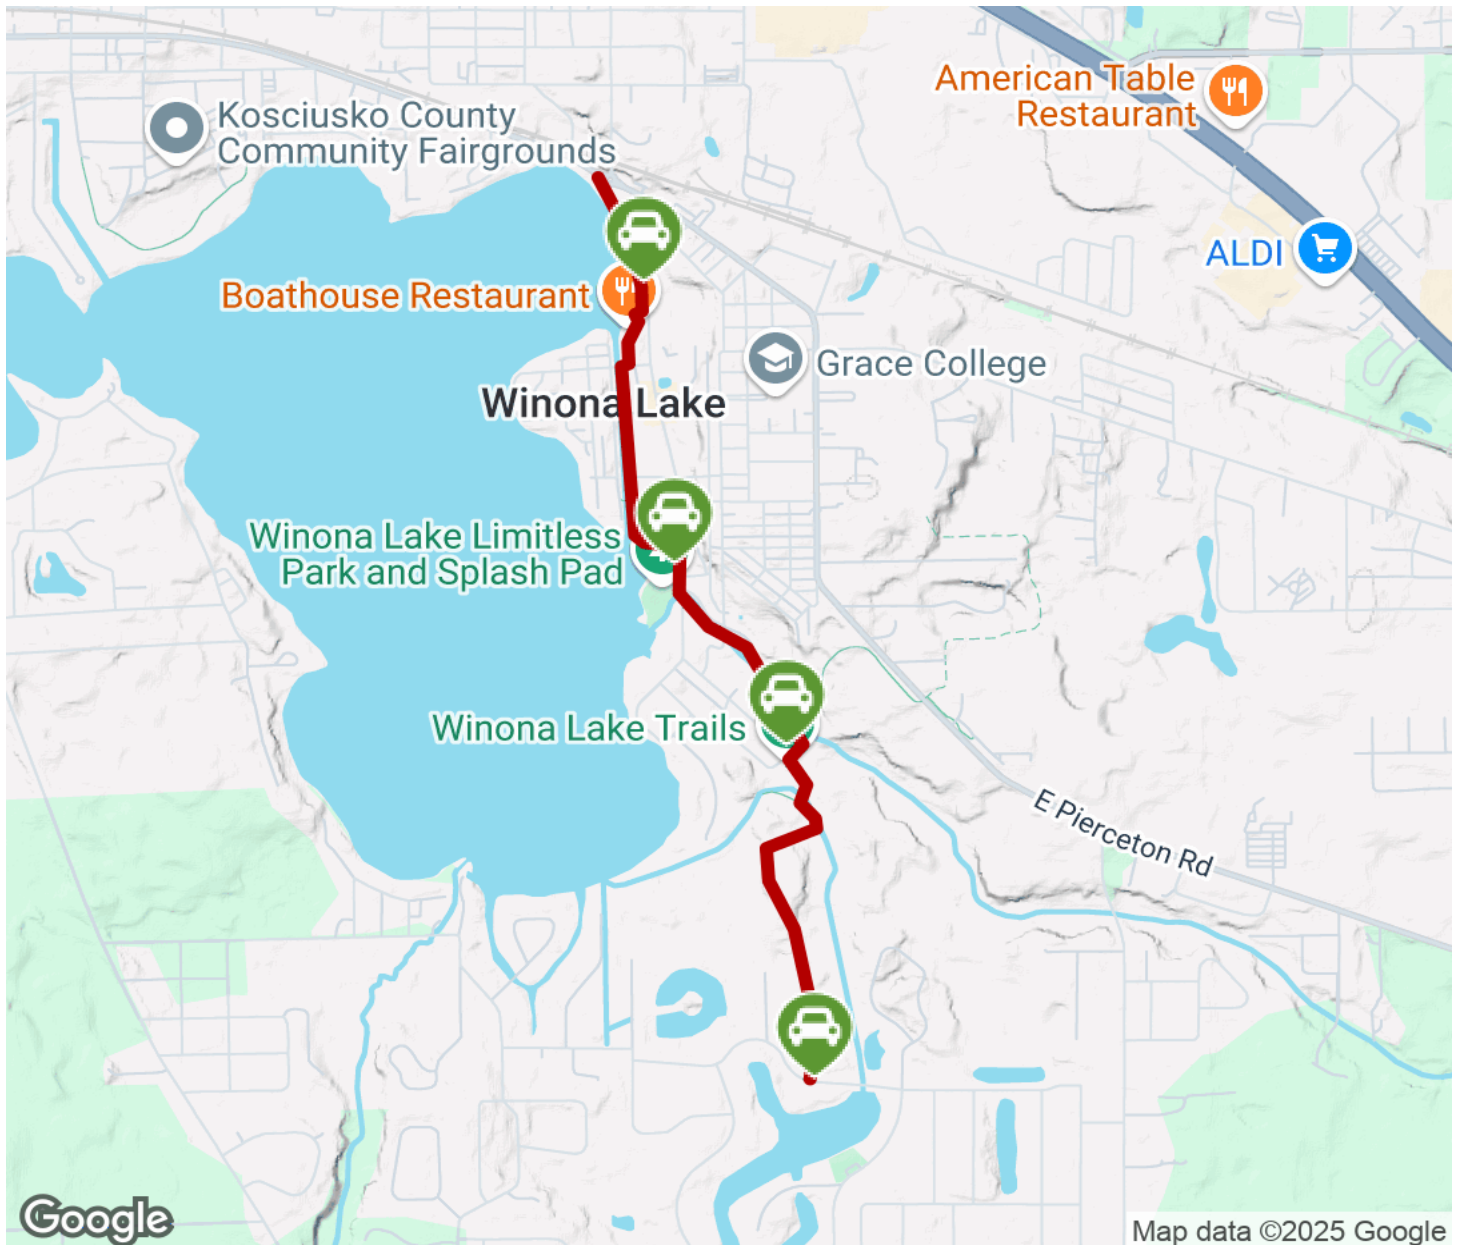 American Table
Restaurant
Kosciusko County
Community Fairgrounds
ALDI
Boathouse Restaurant
Grace College
Winona Lake
Winona Lake Limitless
Park and Splash Pad
Winona Lake Trails
E Pierceton Rd
Google
Map data ©2025 Google